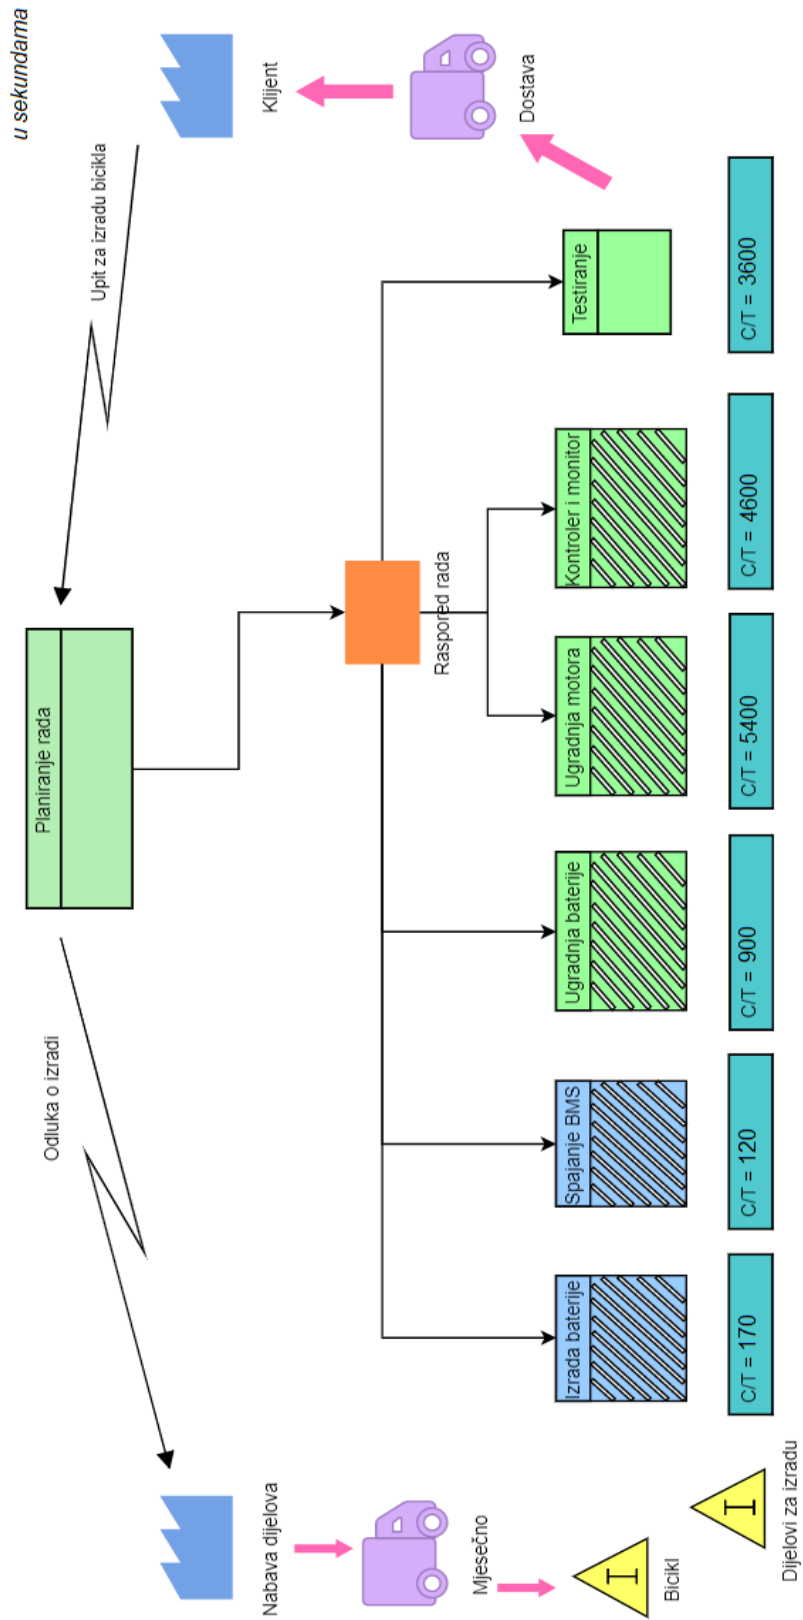 u sekundama
Planiranje rada
Odluka o izradi
Upit za izradu bicikla
Nabava dijelova
Klijent
Mjesečno
Raspored rada
Dostava
Bicikl
Dijelovi za izradu
I
I
Izrada baterije
Spajanje BMS
Ugradnja baterije
Ugradnja motora
Kontroler i monitor
Testiranje
C/T = 170
C/T = 120
C/T = 900
C/T = 5400
C/T = 4600
C/T = 3600